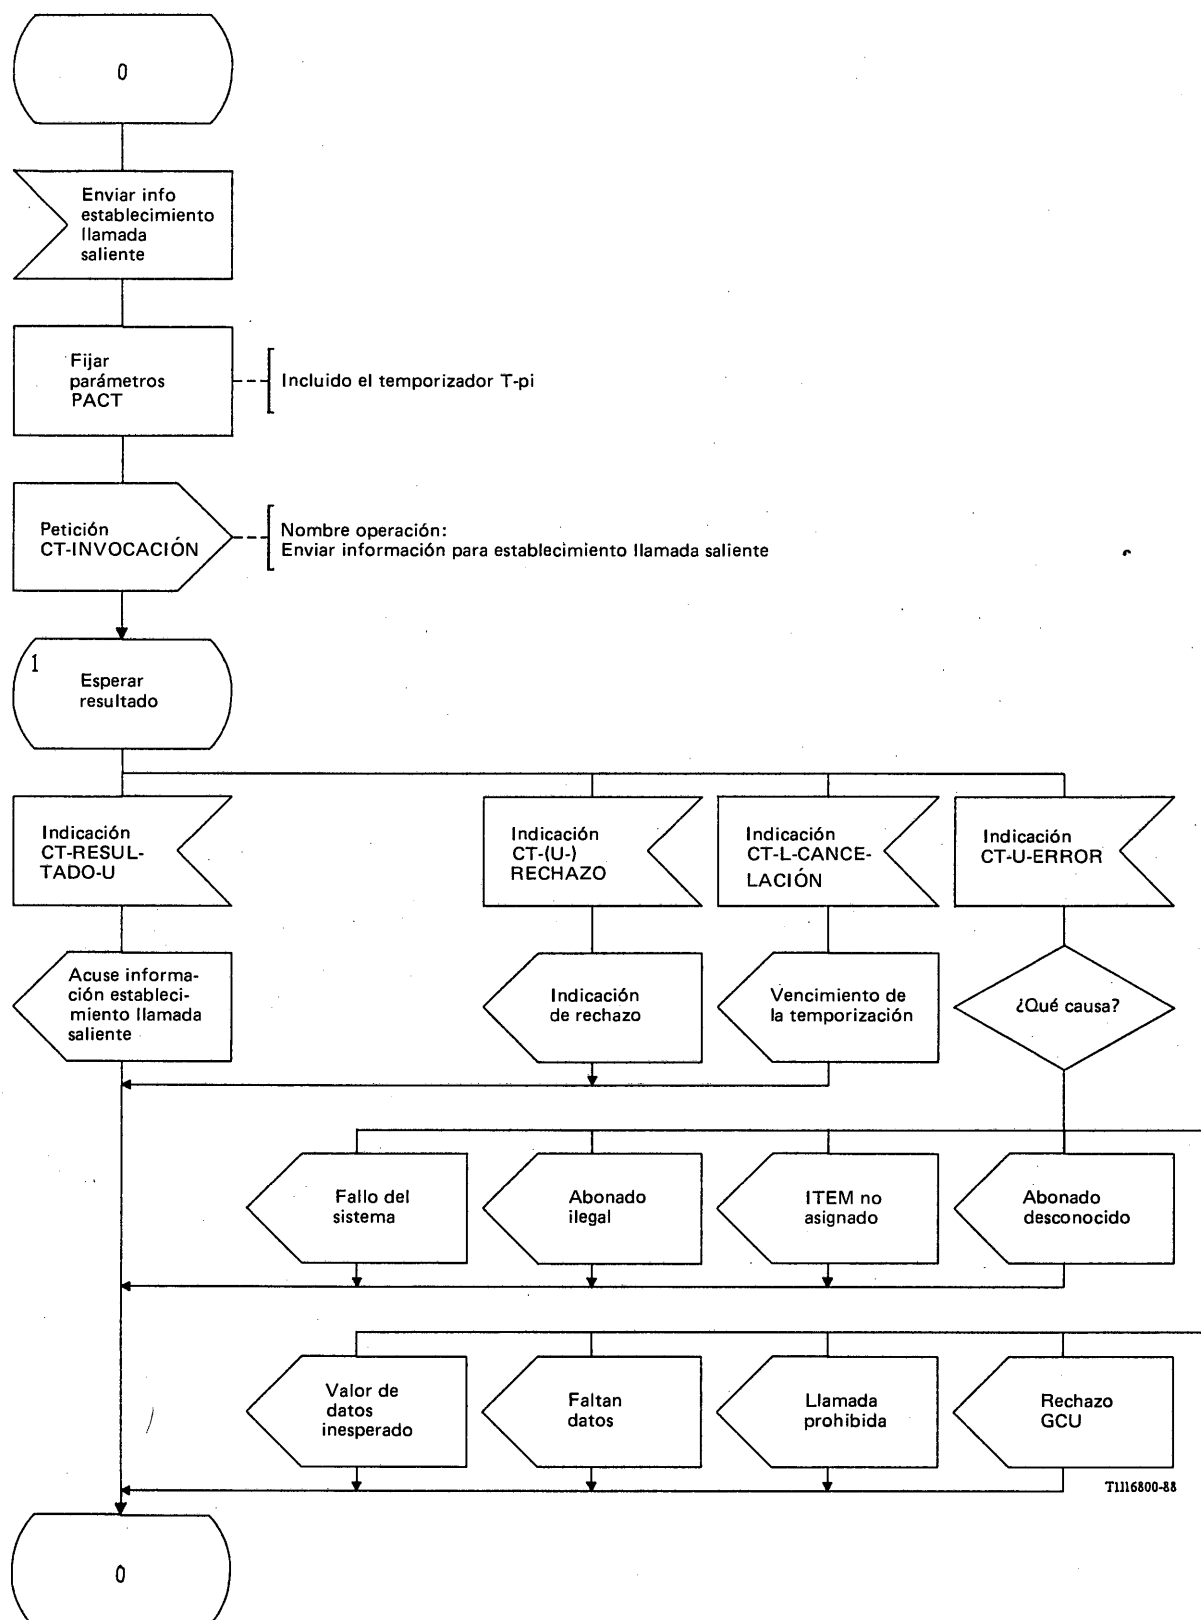 0
Enviar info
establecimiento
llamada
saliente
Fijar
parámetros
PACT
Incluido el temporizador T-pi
Petición
CT-INVOCACIÓN
Nombre operación:
Enviar información para establecimiento llamada saliente
1
Esperar
resultado
Indicación
CT-RESUL-
TADO-U
Indicación
CT-(U-)
RECHAZO
Indicación
CT-L-CANCE-
LACIÓN
Indicación
CT-U-ERROR
Acuse informa-
ción estableci-
miento llamada
saliente
Indicación
de rechazo
Vencimiento de
la temporización
¿Qué causa?
Fallo del
sistema
Abonado
ilegal
ITEM no
asignado
Abonado
desconocido
Valor de
datos
inesperado
Faltan
datos
Llamada
prohibida
Rechazo
GCU
T1116800-88
0